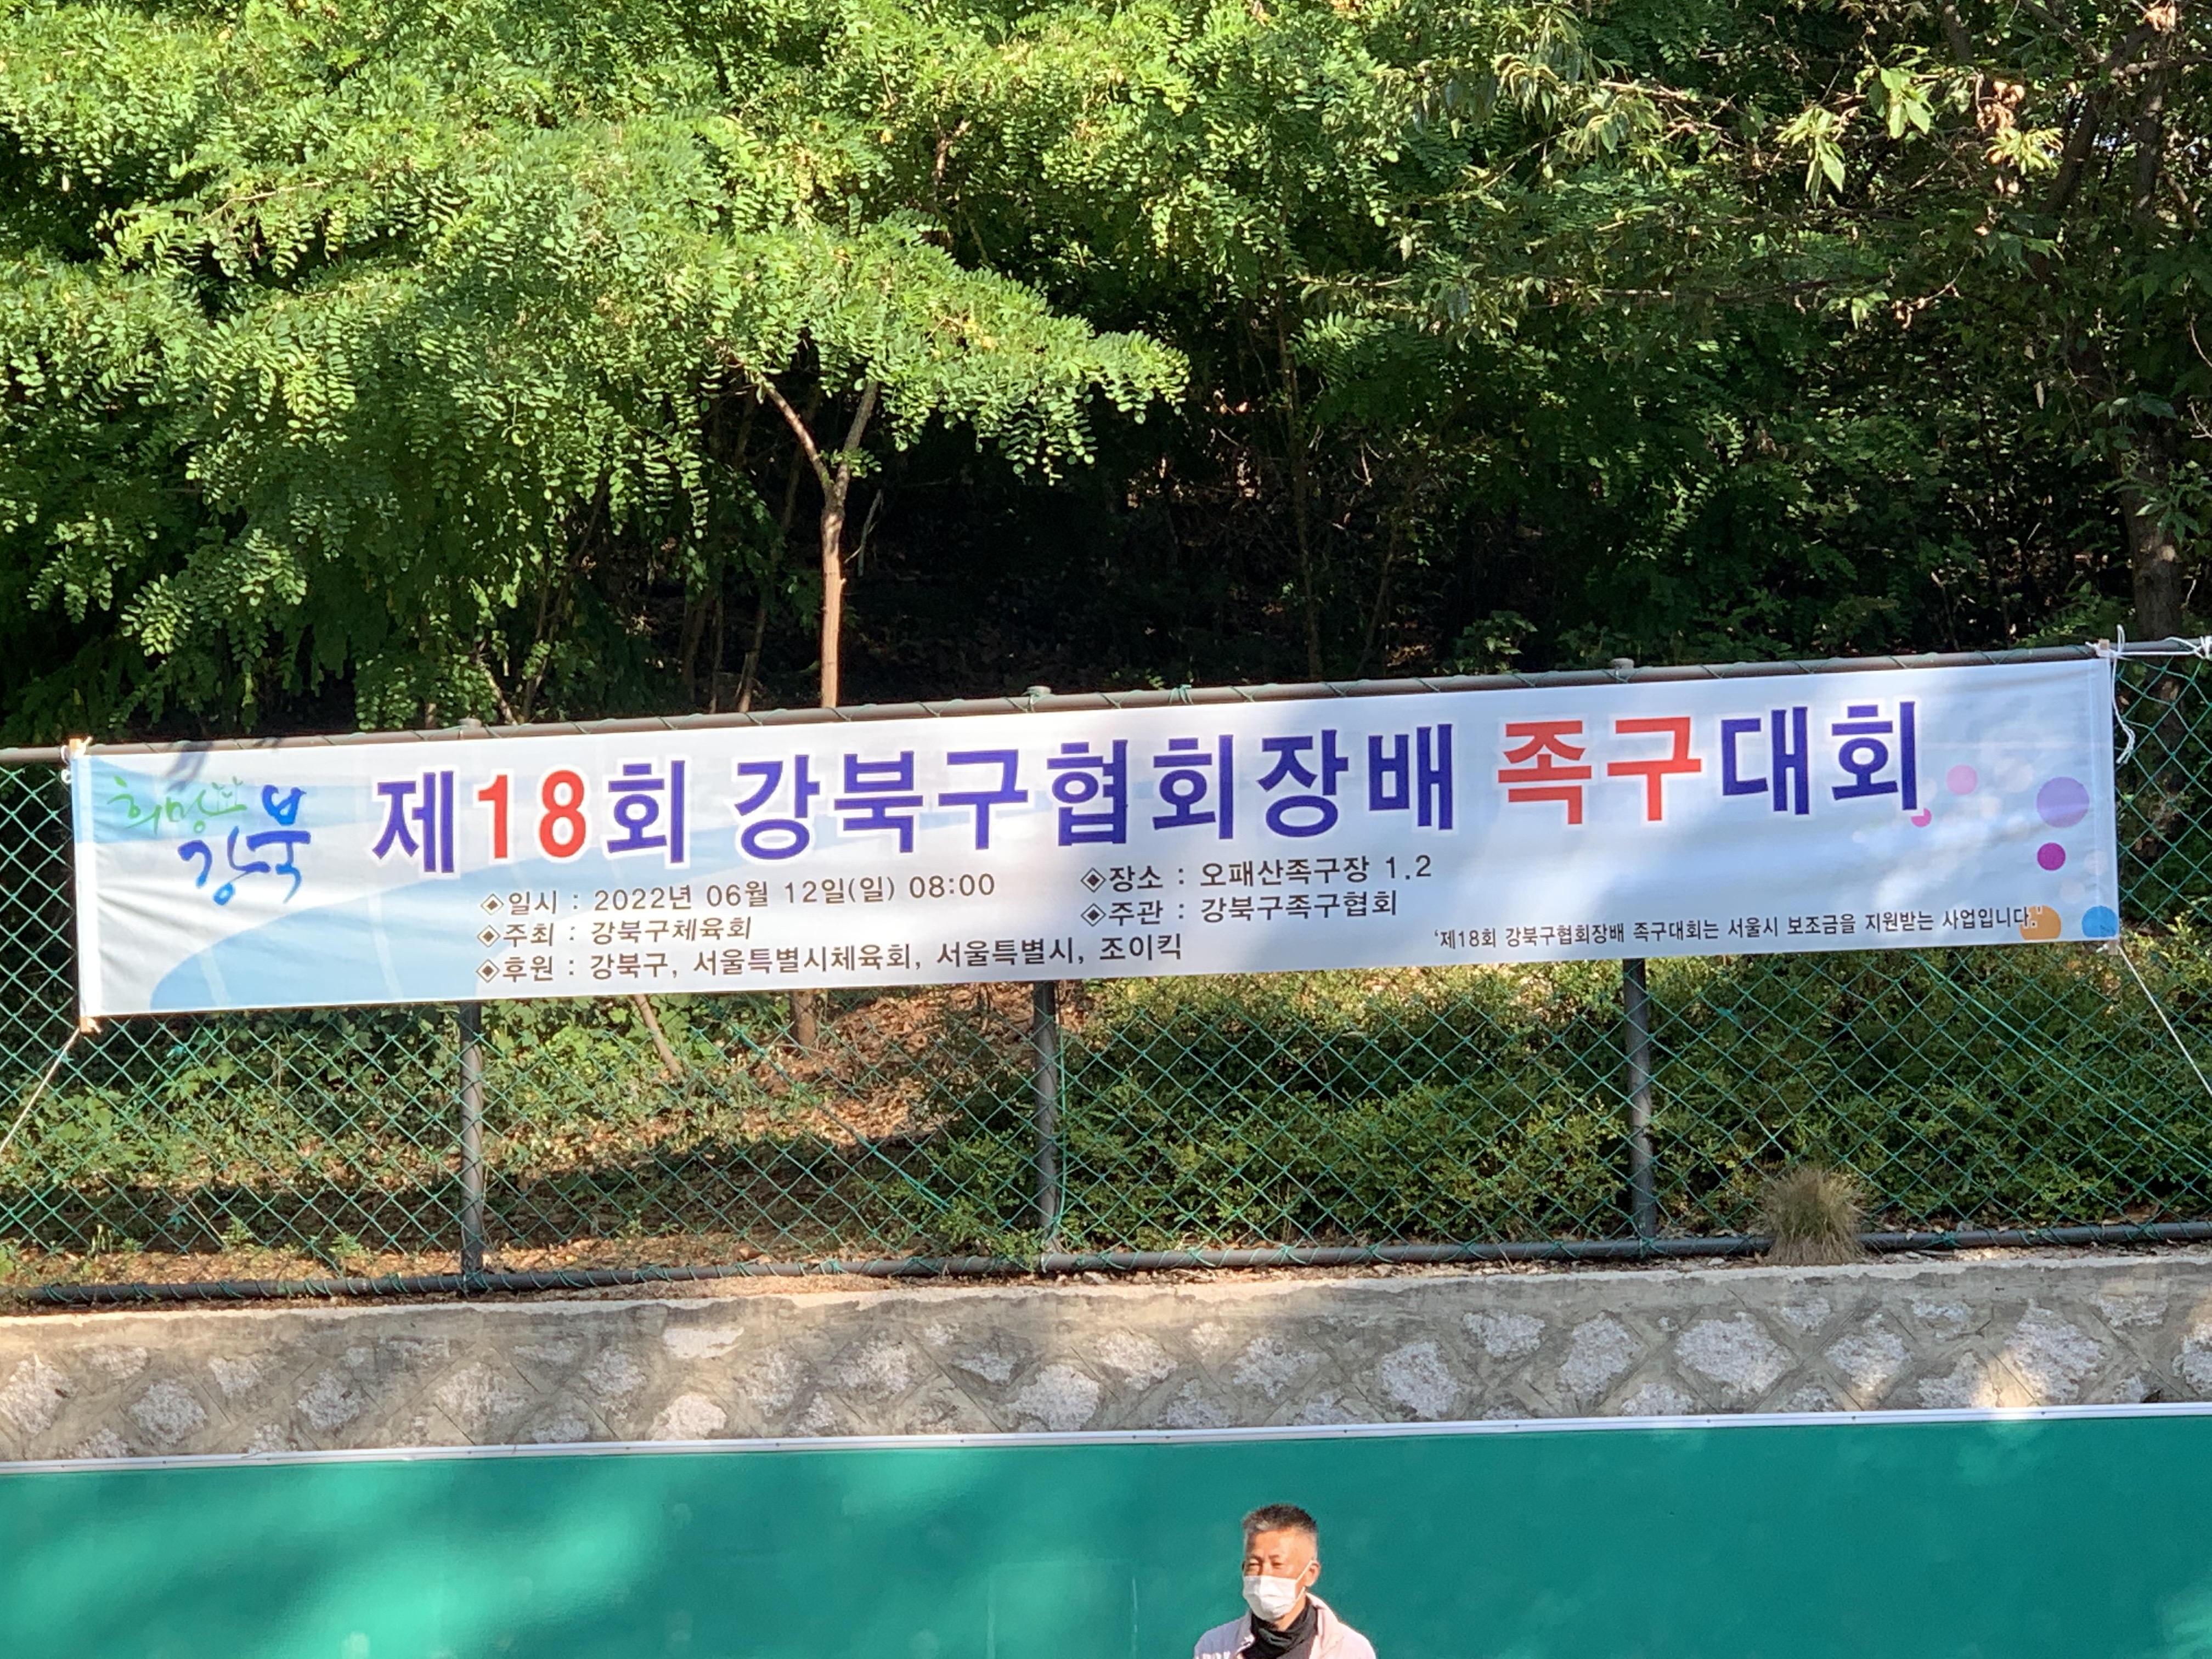 희망 강북
제18회 강북구협회장배 족구대회
◈일시 : 2022년 06월 12일(일) 08:00
◈장소 : 오패산족구장 1.2
◈주최 : 강북구체육회
◈주관 : 강북구족구협회
◈후원 : 강북구, 서울특별시체육회, 서울특별시, 조이킥
‘제18회 강북구협회장배 족구대회는 서울시 보조금을 지원받는 사업입니다.’